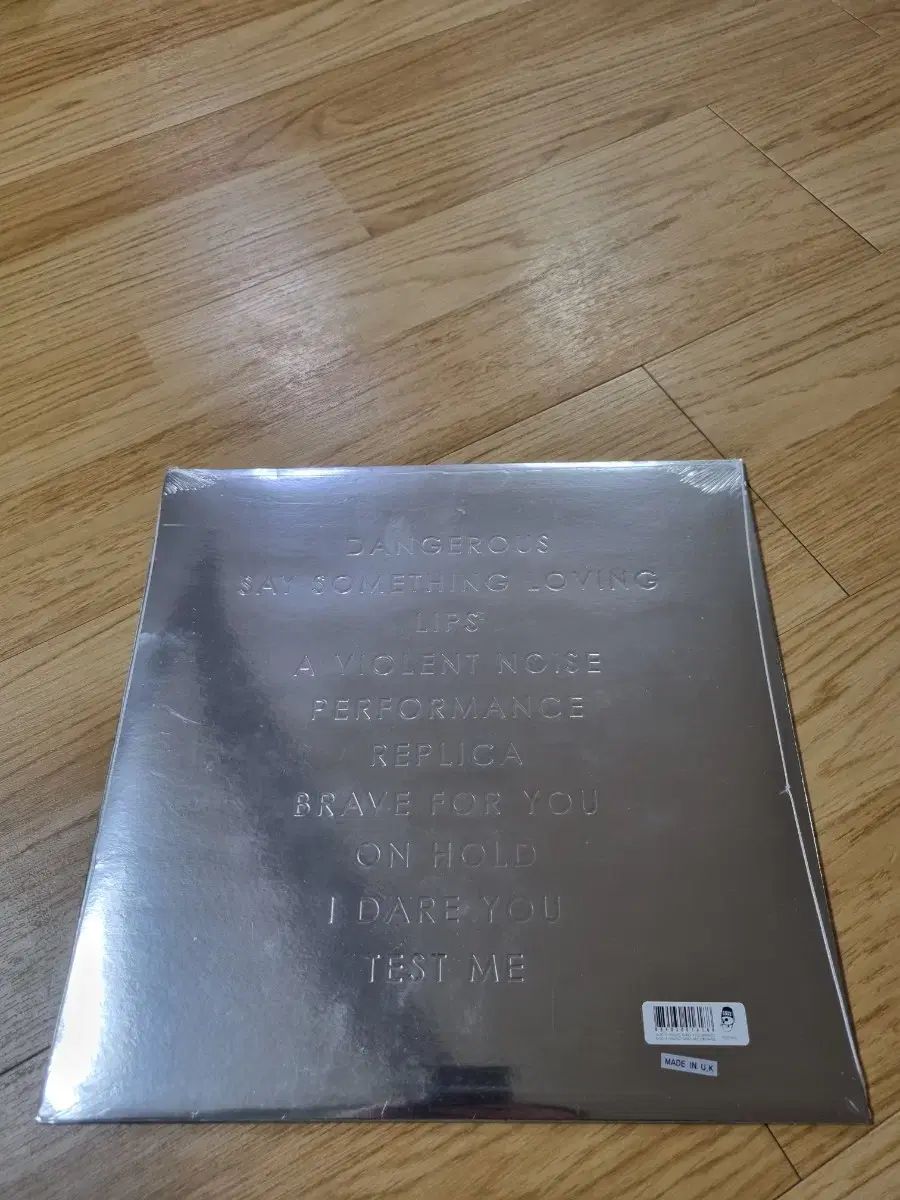 DANGEROUS
SAY SOMETHING LOVING
LIPS
A VIOLENT NOISE
PERFORMANCE
REPLICA
BRAVE FOR YOU
ON HOLD
I DARE YOU
TEST ME
MADE IN U.K